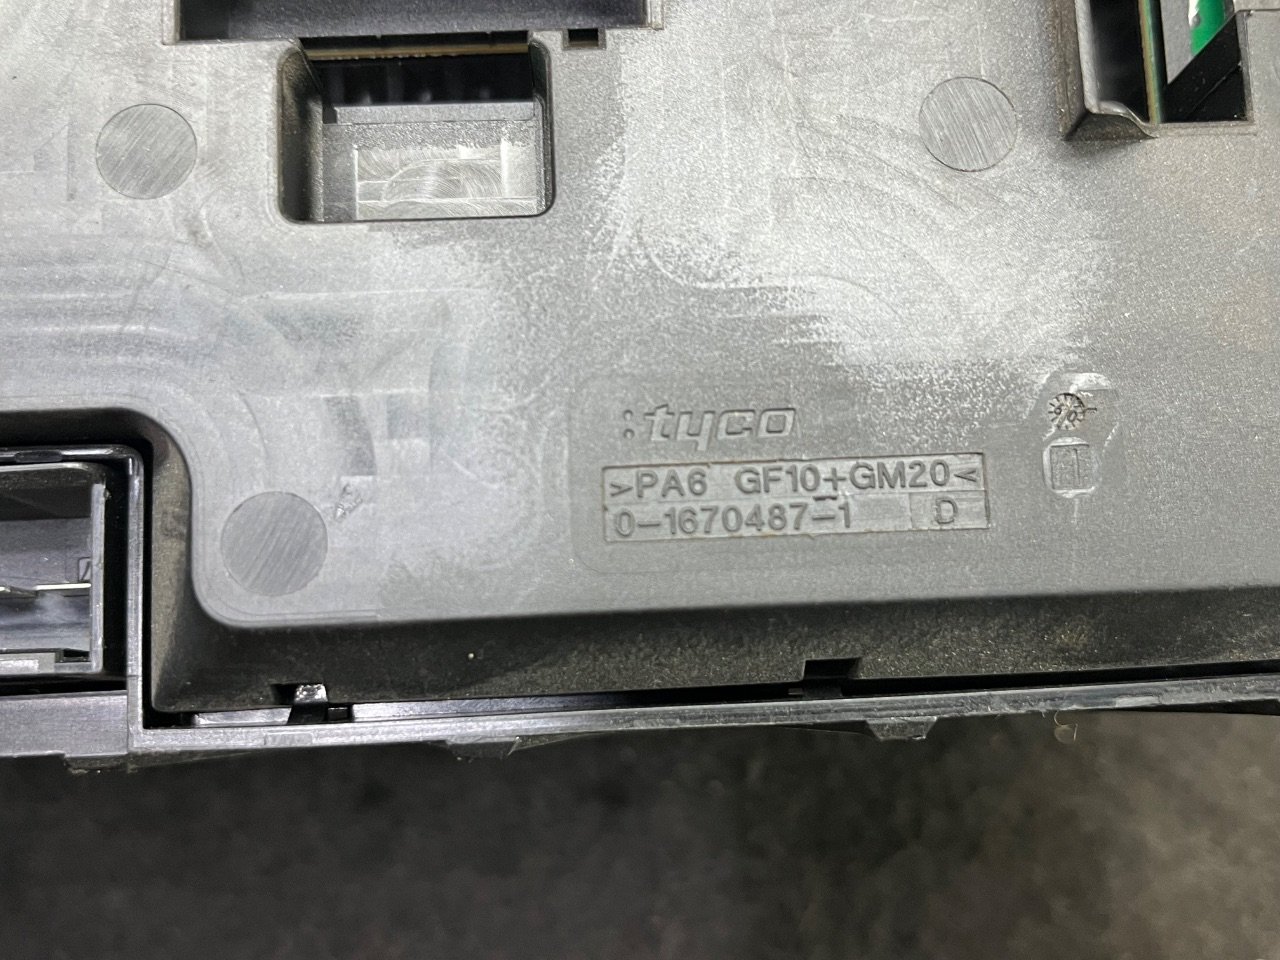 :tyco
>PA6 GF10+GM20<
0-1670487-1 D